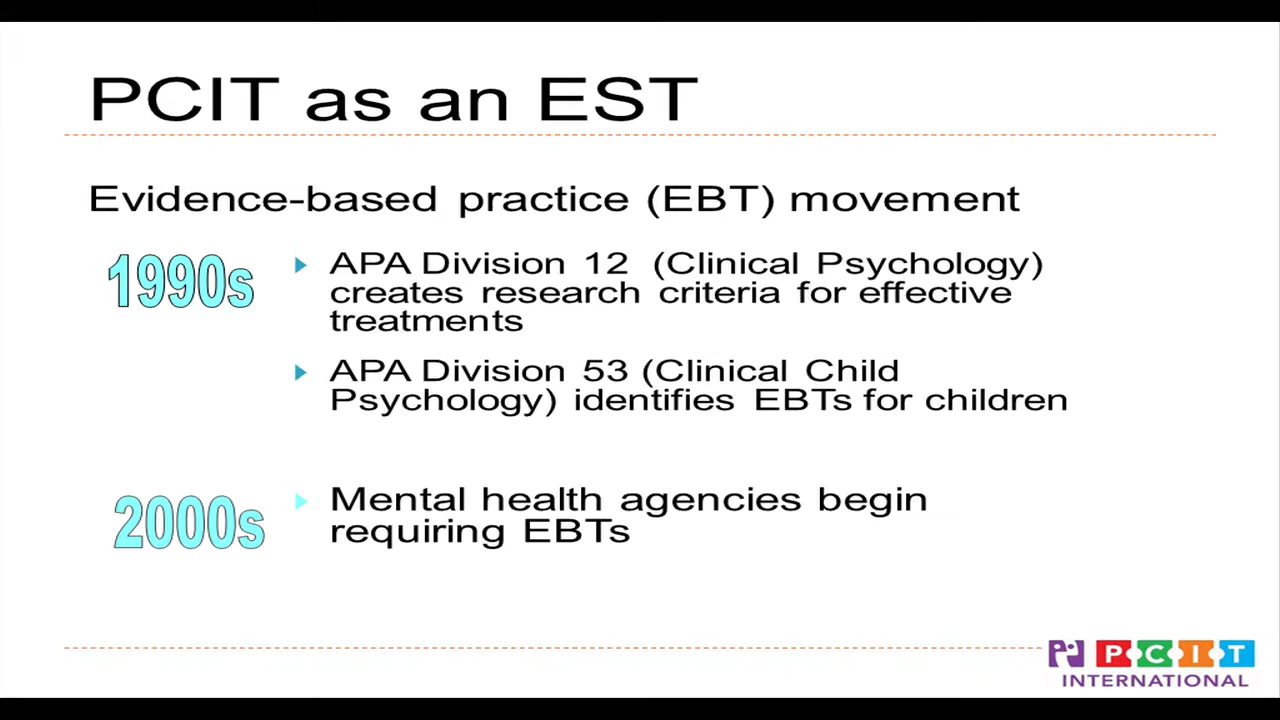 PCIT as an EST
Evidence-based practice (EBT) movement
1990s
APA Division 12 (Clinical Psychology)
creates research criteria for effective
treatments
APA Division 53 (Clinical Child
Psychology) identifies EBTs for children
2000s
Mental health agencies begin
requiring EBTs
PCIT
INTERNATIONAL